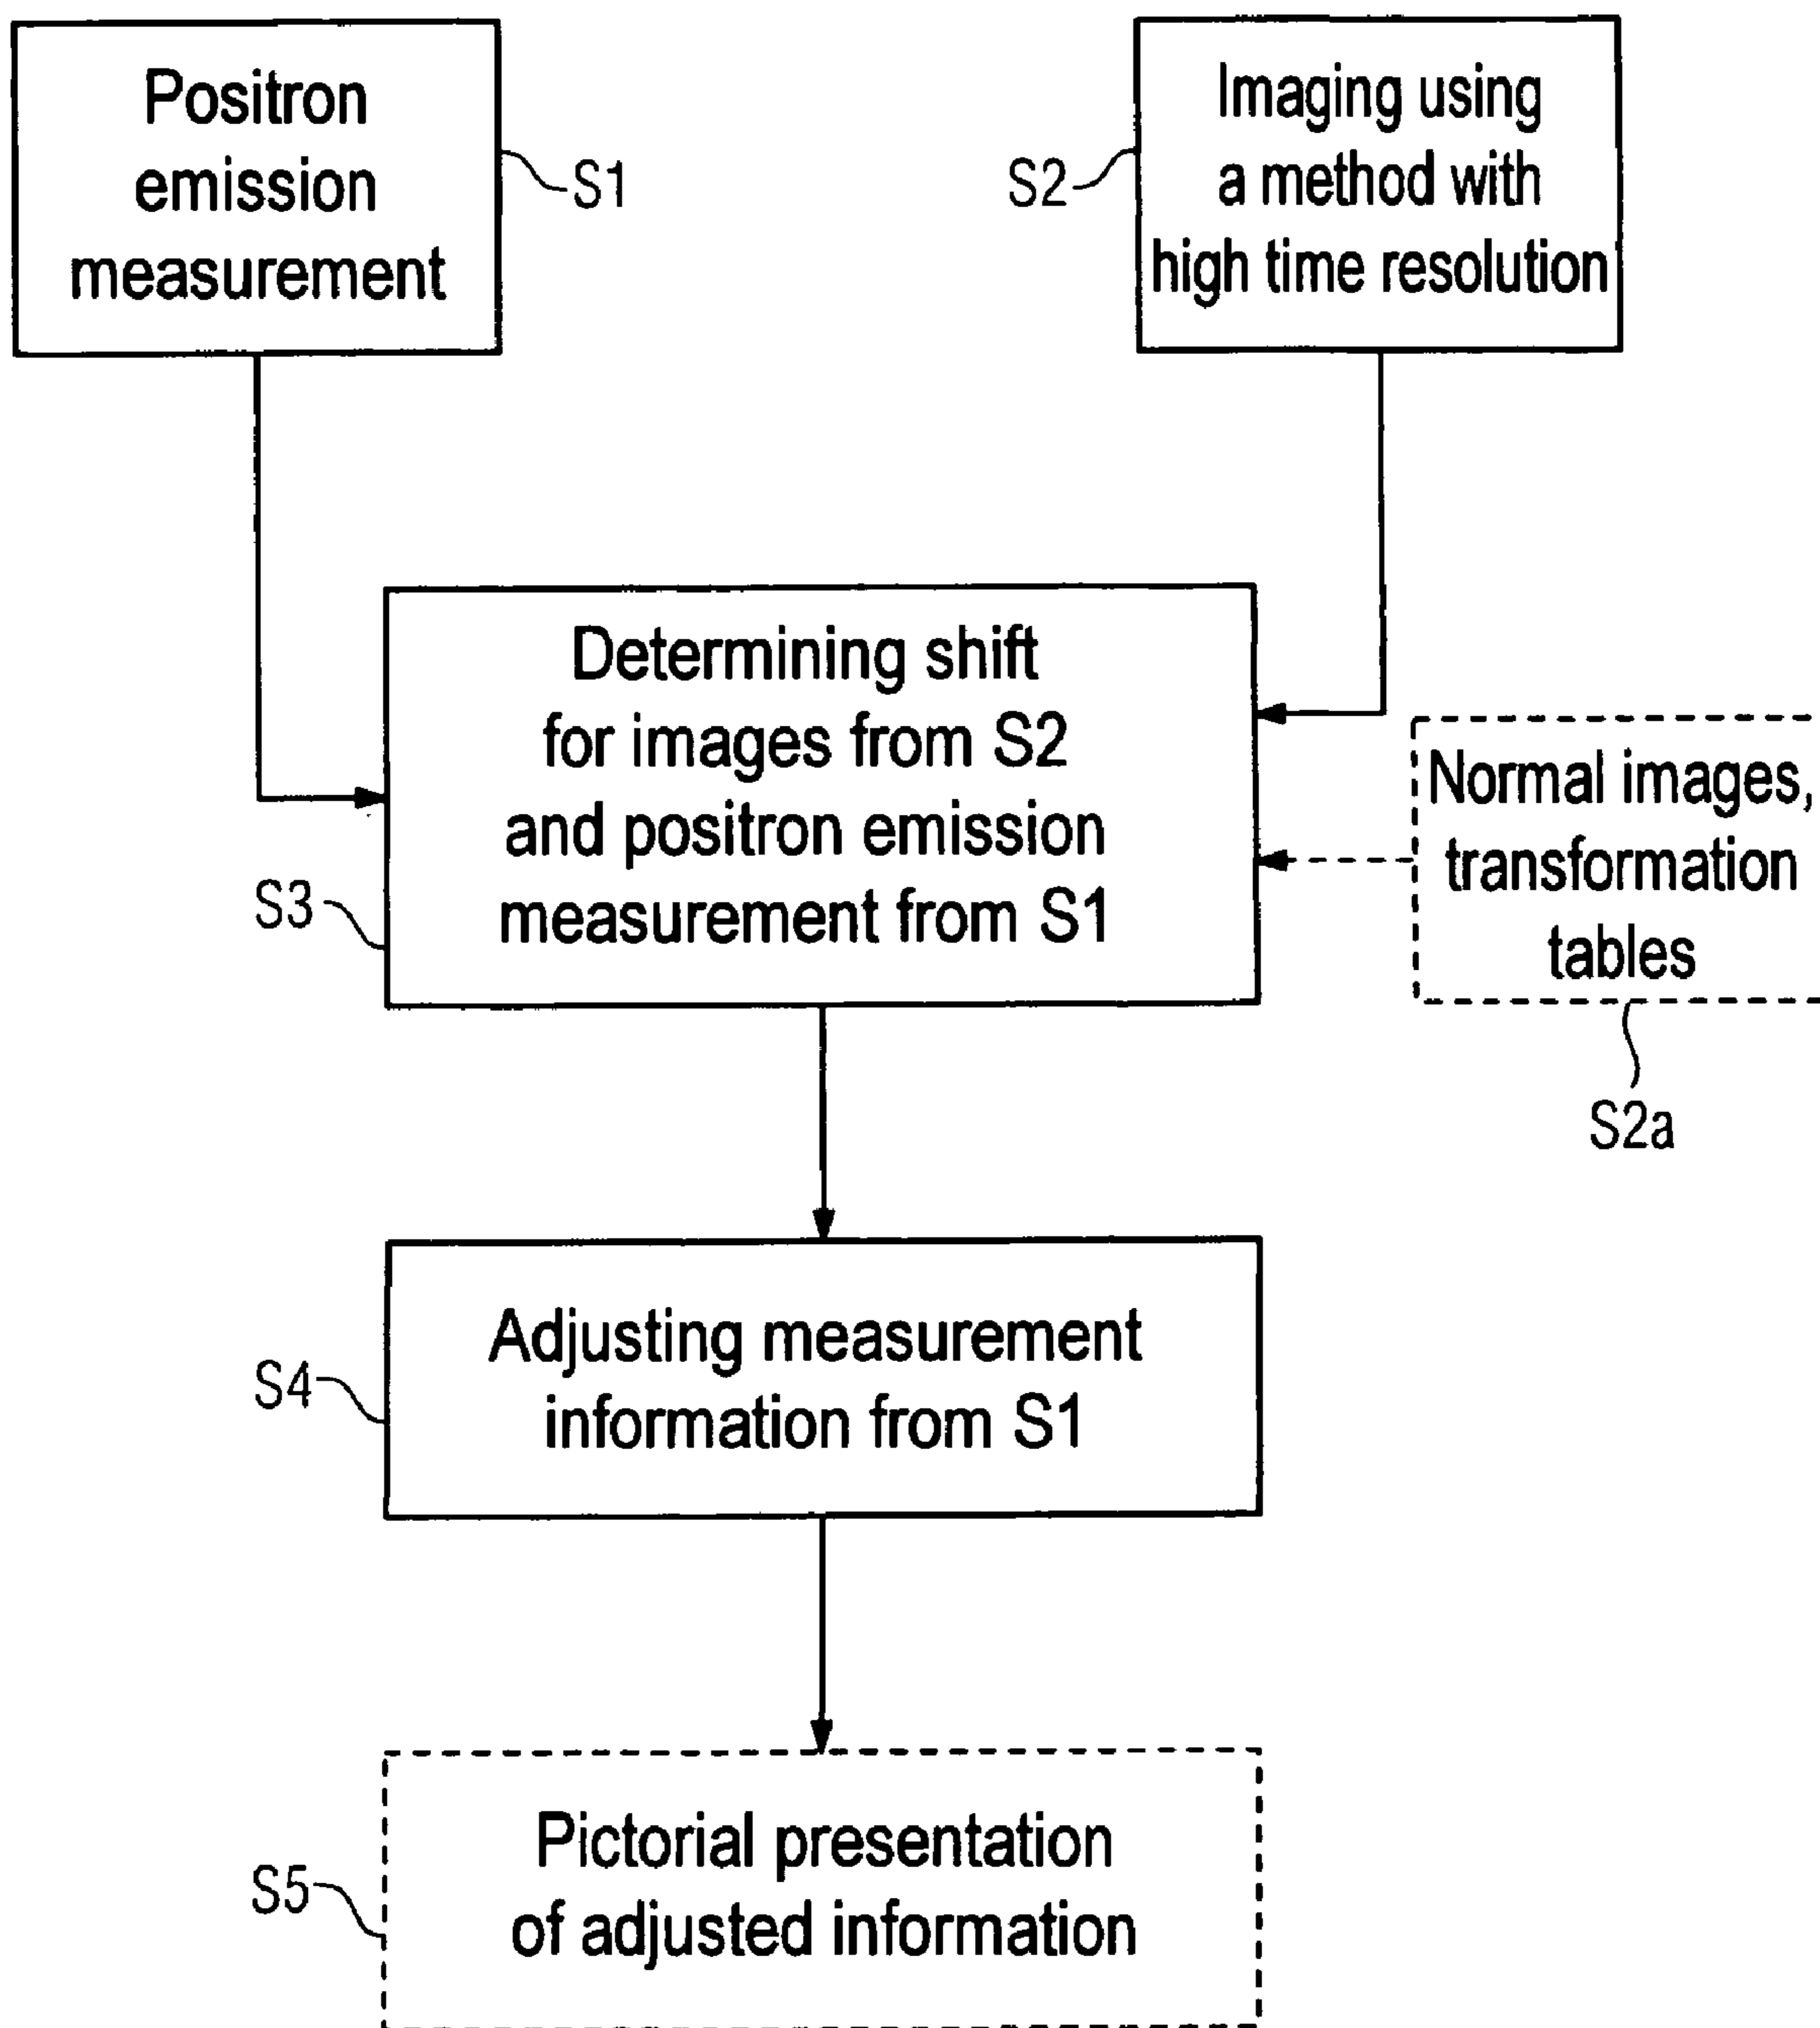 Positron
emission
measurement
S1
Imaging using
a method with
high time resolution
S2
Determining shift
for images from S2
and positron emission
measurement from S1
S3
Normal images,
transformation
tables
S2a
Adjusting measurement
information from S1
S4
Pictorial presentation
of adjusted information
S5